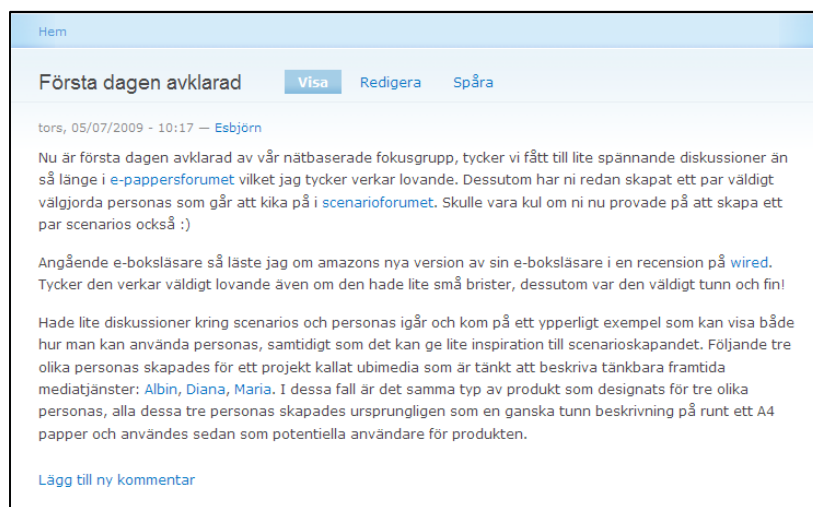 Hem
Första dagen avklarad Visa Redigera Spåra
tors, 05/07/2009 - 10:17 — Esbjörn
Nu är första dagen avklarad av vår nätbaserade fokusgrupp, tycker vi fått till lite spännande diskussioner än
så länge i e-pappersforumet vilket jag tycker verkar lovande. Dessutom har ni redan skapat ett par väldigt
välgjorda personas som går att kika på i scenarioforumet. Skulle vara kul om ni nu provade på att skapa ett
par scenarios också :)
Angående e-boksläsare så läste jag om amazons nya version av sin e-boksläsare i en recension på wired.
Tycker den verkar väldigt lovande även om den hade lite små brister, dessutom var den väldigt tunn och fin!
Hade lite diskussioner kring scenarios och personas igår och kom på ett ypperligt exempel som kan visa både
hur man kan använda personas, samtidigt som det kan ge lite inspiration till scenarioskapandet. Följande tre
olika personas skapades för ett projekt kallat ubimedia som är tänkt att beskriva tänkbara framtida
mediatjänster: Albin, Diana, Maria. I dessa fall är det samma typ av produkt som designats för tre olika
personas, alla dessa tre personas skapades ursprungligen som en ganska tunn beskrivning på runt ett A4
papper och användes sedan som potentiella användare för produkten.
Lägg till ny kommentar